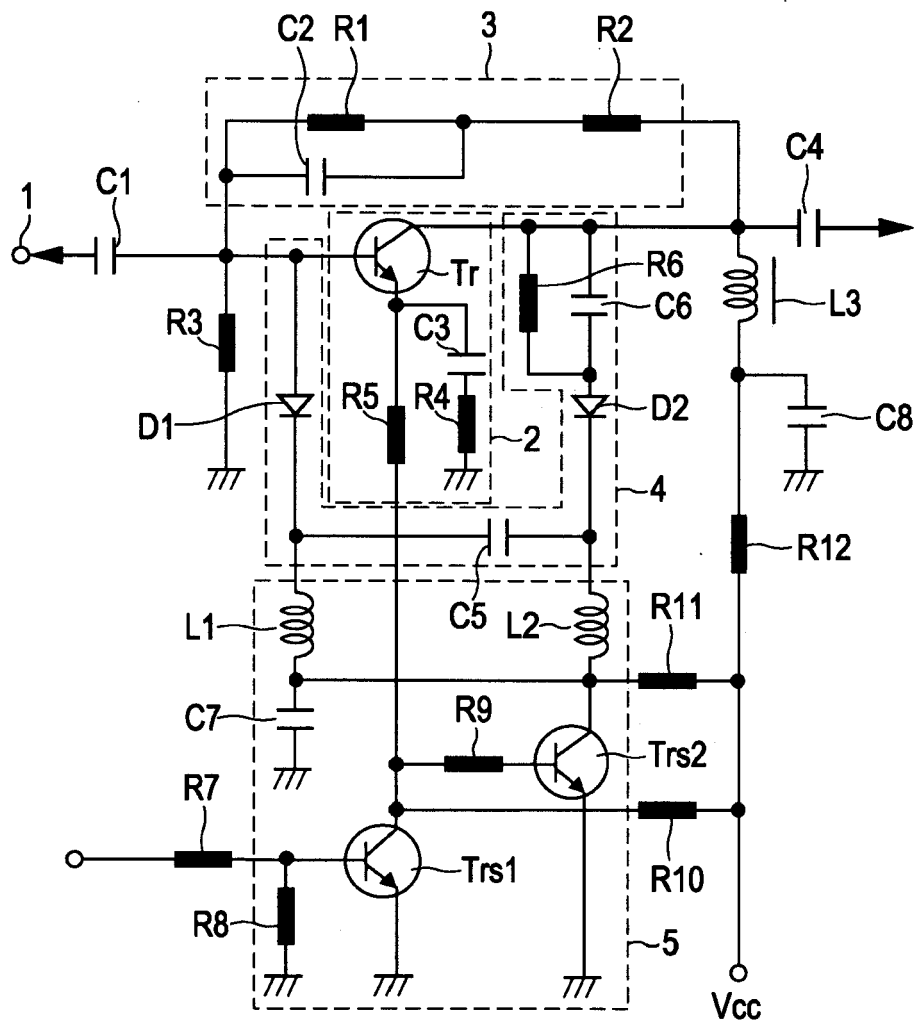 C2 R1 3 R2
C4
1 C1
Tr R6 C6 L3
R3 C3
D1 R5 R4 2 D2 C8
4
R12
C5
L1 L2 R11
C7 R9 Trs2
R7
Trs1 R10
R8 5
Vcc